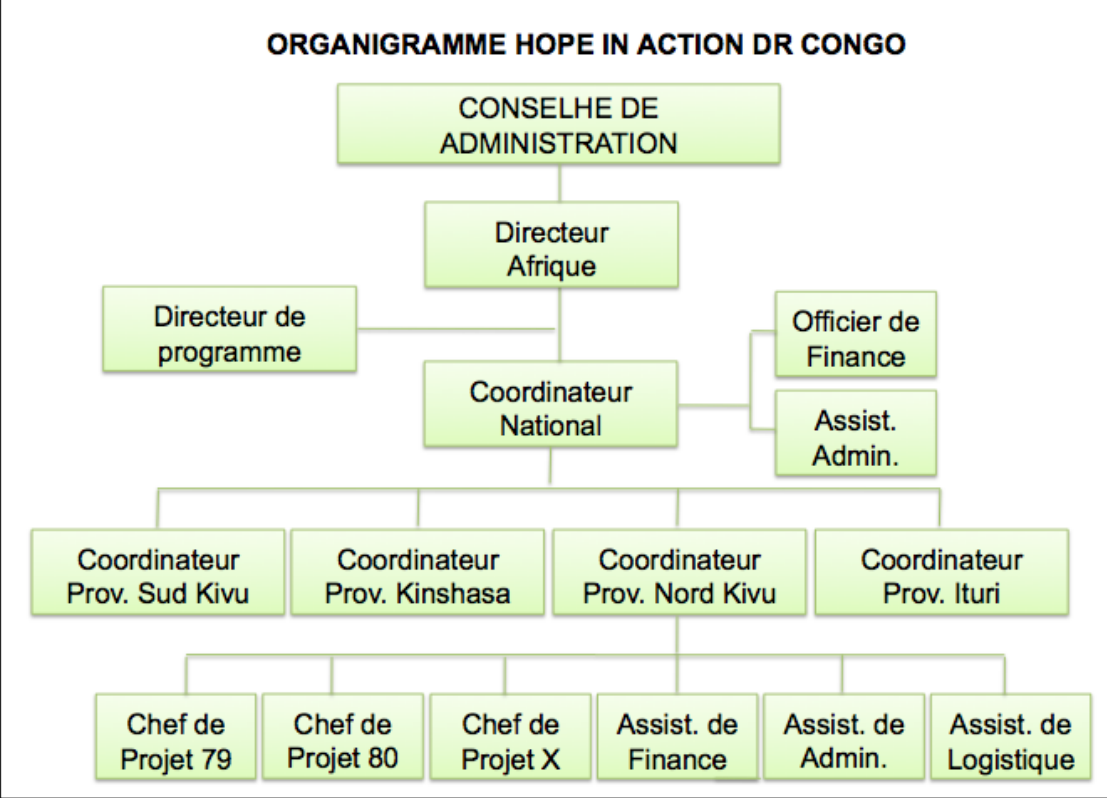 ORGANIGRAMME HOPE IN ACTION DR CONGO
CONSELHE DE
ADMINISTRATION
Directeur
Afrique
Directeur de
programme
Officier de
Finance
Coordinateur
National
Assist.
Admin.
Coordinateur
Prov. Sud Kivu
Coordinateur
Prov. Kinshasa
Coordinateur
Prov. Nord Kivu
Coordinateur
Prov. Ituri
Chef de
Projet 79
Chef de
Projet 80
Chef de
Projet X
Assist. de
Finance
Assist. de
Admin.
Assist. de
Logistique